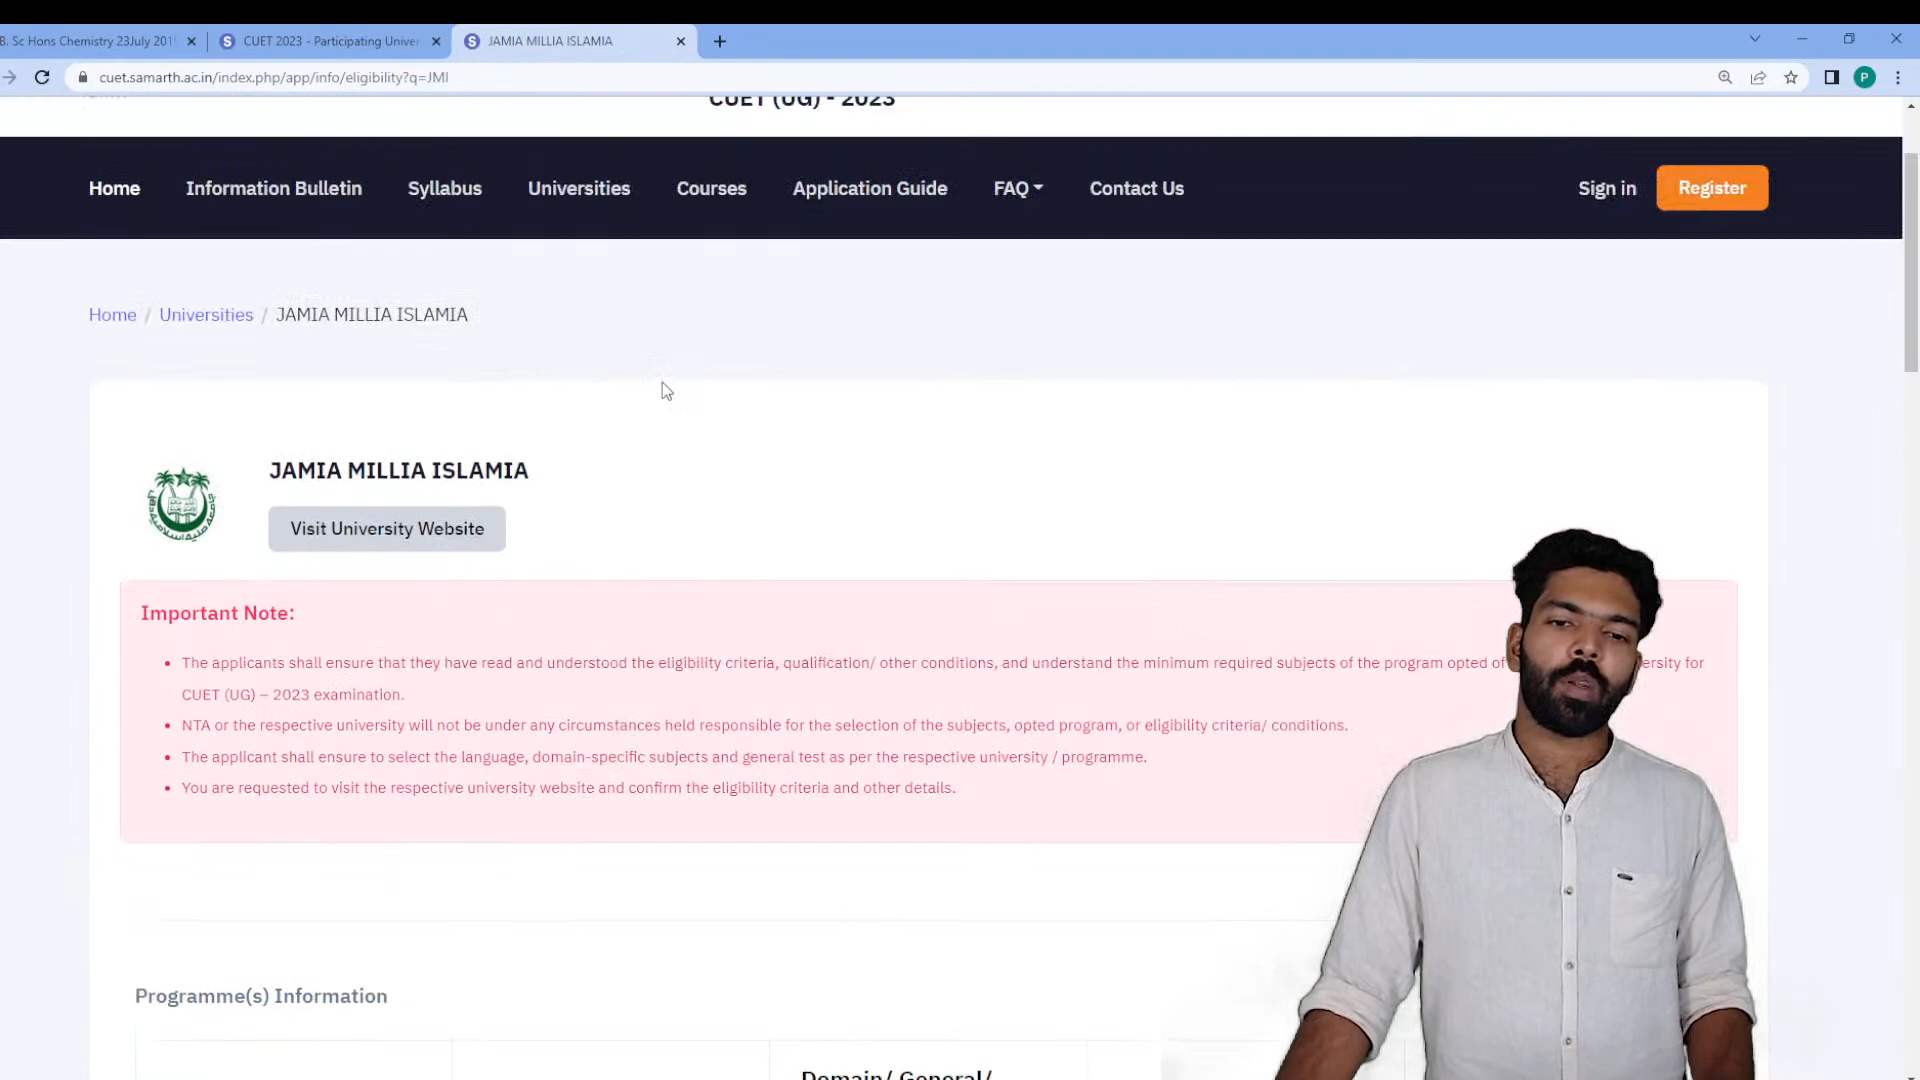 B. Sc Hons Chemistry 23July 201
CUET 2023 - Participating Univer
JAMIA MILLIA ISLAMIA
cuet.samarth.ac.in/index.php/app/info/eligibility?q=JMI
P
CUET (UG) - 2023
Home Information Bulletin Syllabus Universities Courses Application Guide FAQ Contact Us Sign in Register
Home / Universities / JAMIA MILLIA ISLAMIA
JAMIA MILLIA ISLAMIA
Visit University Website
Important Note:
• The applicants shall ensure that they have read and understood the eligibility criteria, qualification/ other conditions, and understand the minimum required subjects of the program opted of ersity for
CUET (UG) – 2023 examination.
• NTA or the respective university will not be under any circumstances held responsible for the selection of the subjects, opted program, or eligibility criteria/ conditions.
• The applicant shall ensure to select the language, domain-specific subjects and general test as per the respective university / programme.
• You are requested to visit the respective university website and confirm the eligibility criteria and other details.
Programme(s) Information
Domain/ General/